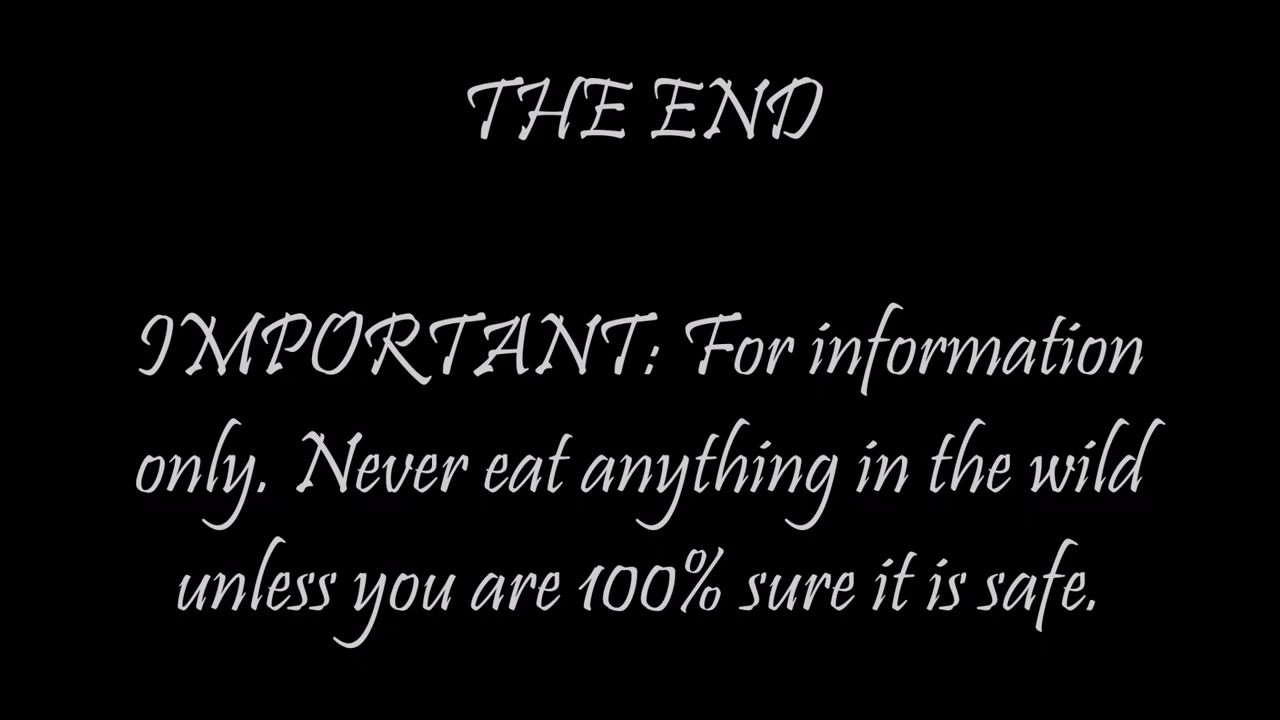 THE END
IMPORTANT: For information
only. Never eat anything in the wild
unless you are 100% sure it is safe.